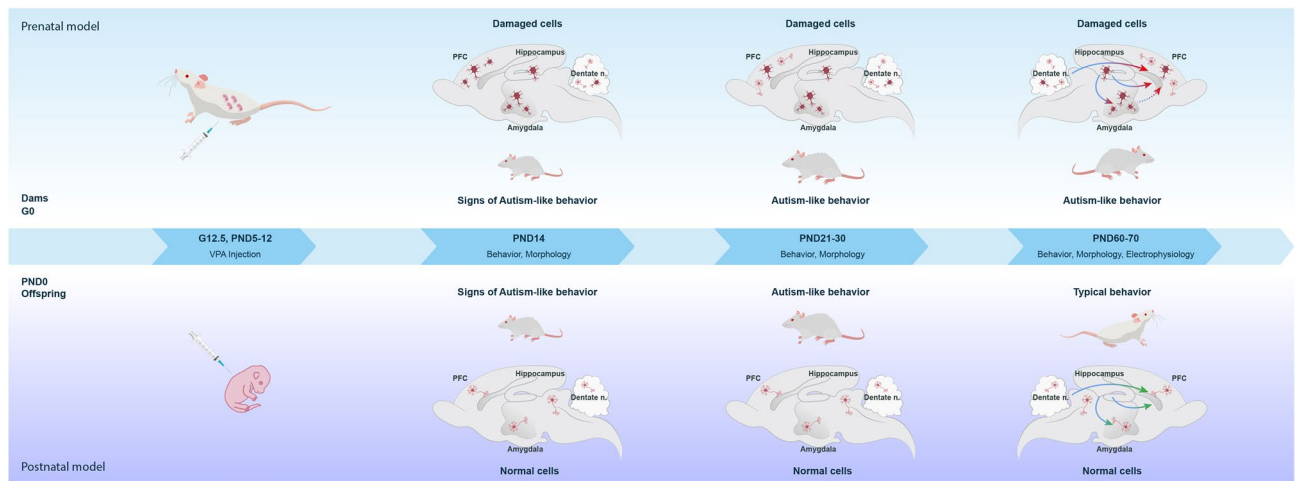 Prenatal model
Damaged cells
Damaged cells
Damaged cells
PFC
Hippocampus
Dentate n.
Amygdala
PFC
Hippocampus
Dentate n.
Amygdala
Hippocampus
PFC
Dentate n.
Amygdala
Dams
G0
Signs of Autism-like behavior
Autism-like behavior
Autism-like behavior
G12.5, PND5-12
VPA Injection
PND14
Behavior, Morphology
PND21-30
Behavior, Morphology
PND60-70
Behavior, Morphology, Electrophysiology
PND0
Offspring
Signs of Autism-like behavior
Autism-like behavior
Typical behavior
PFC
Hippocampus
Dentate n.
Amygdala
PFC
Hippocampus
Dentate n.
Amygdala
Hippocampus
PFC
Dentate n.
Amygdala
Postnatal model
Normal cells
Normal cells
Normal cells